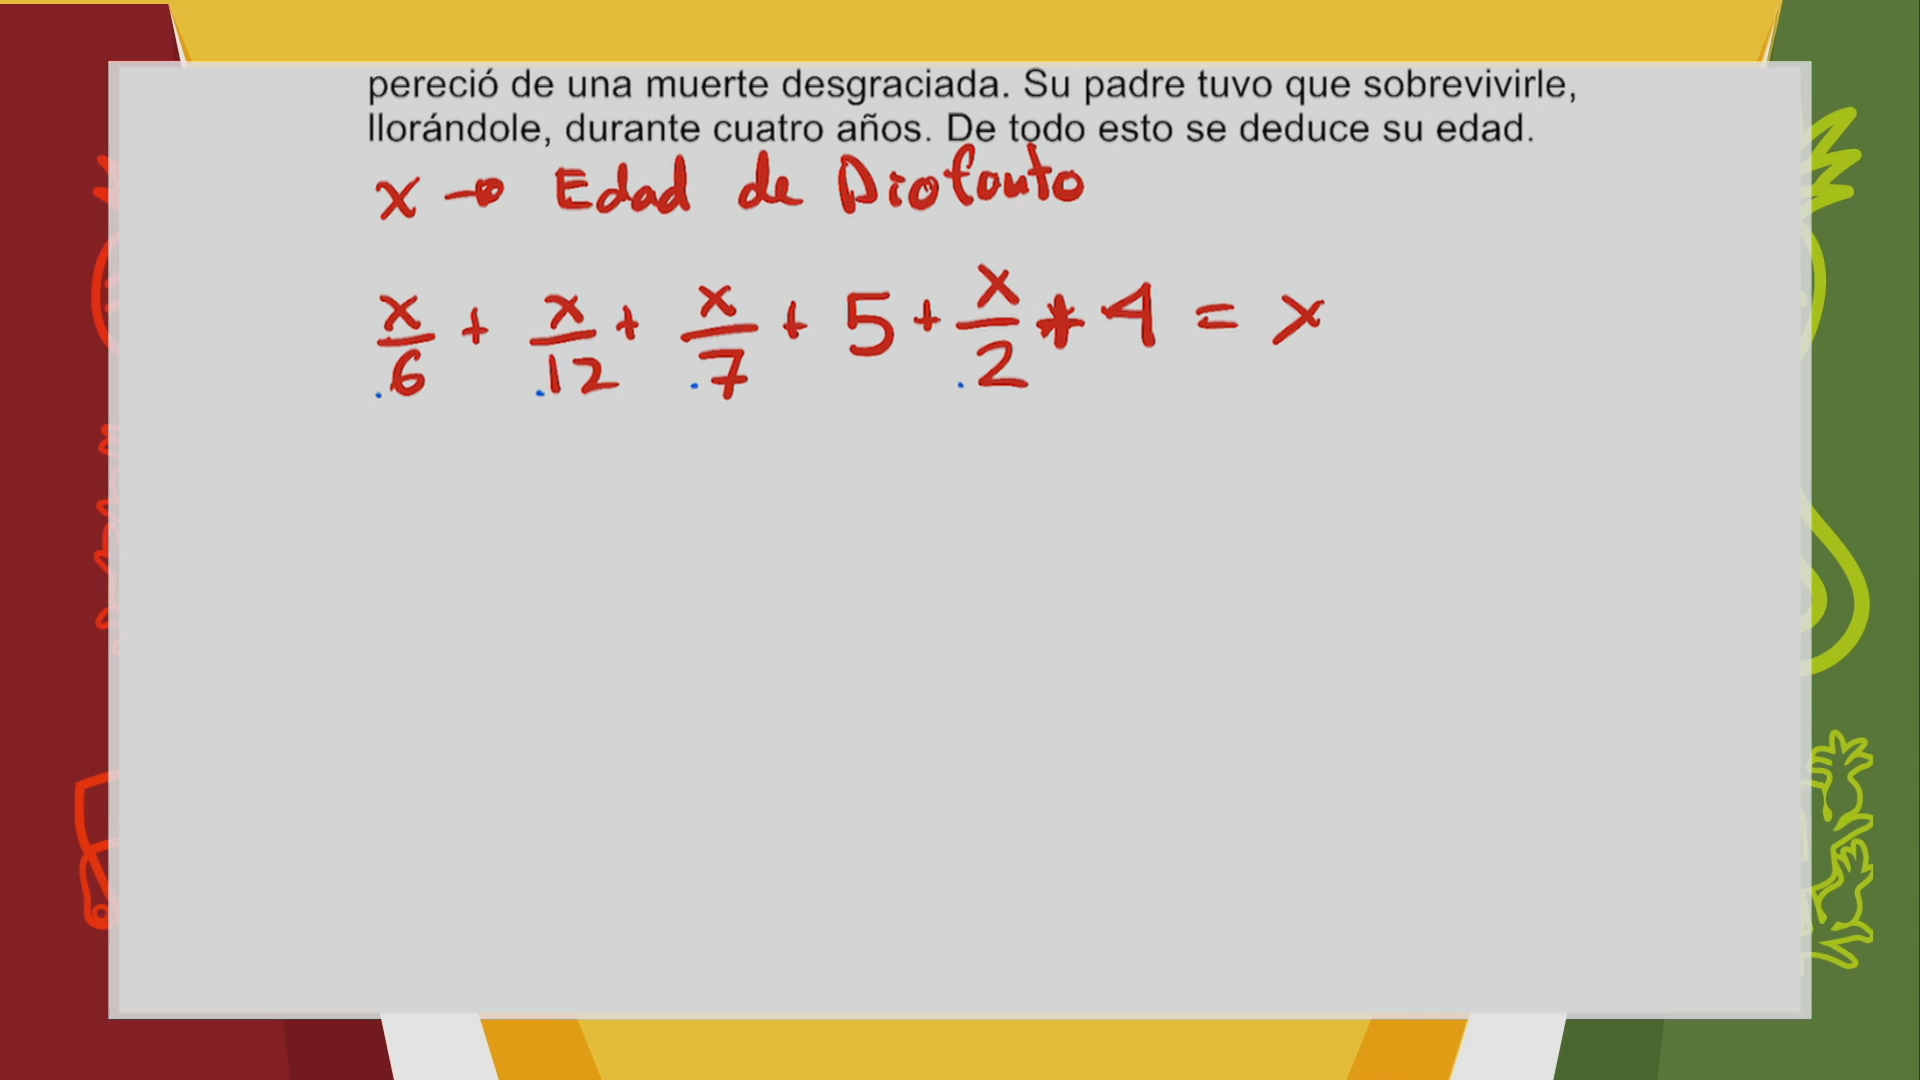 pereció de una muerte desgraciada. Su padre tuvo que sobrevivirle,
llorándole, durante cuatro años. De todo esto se deduce su edad.
x → Edad de Diofanto
x/6 + x/12 + x/7 + 5 + x/2 * 4 = x